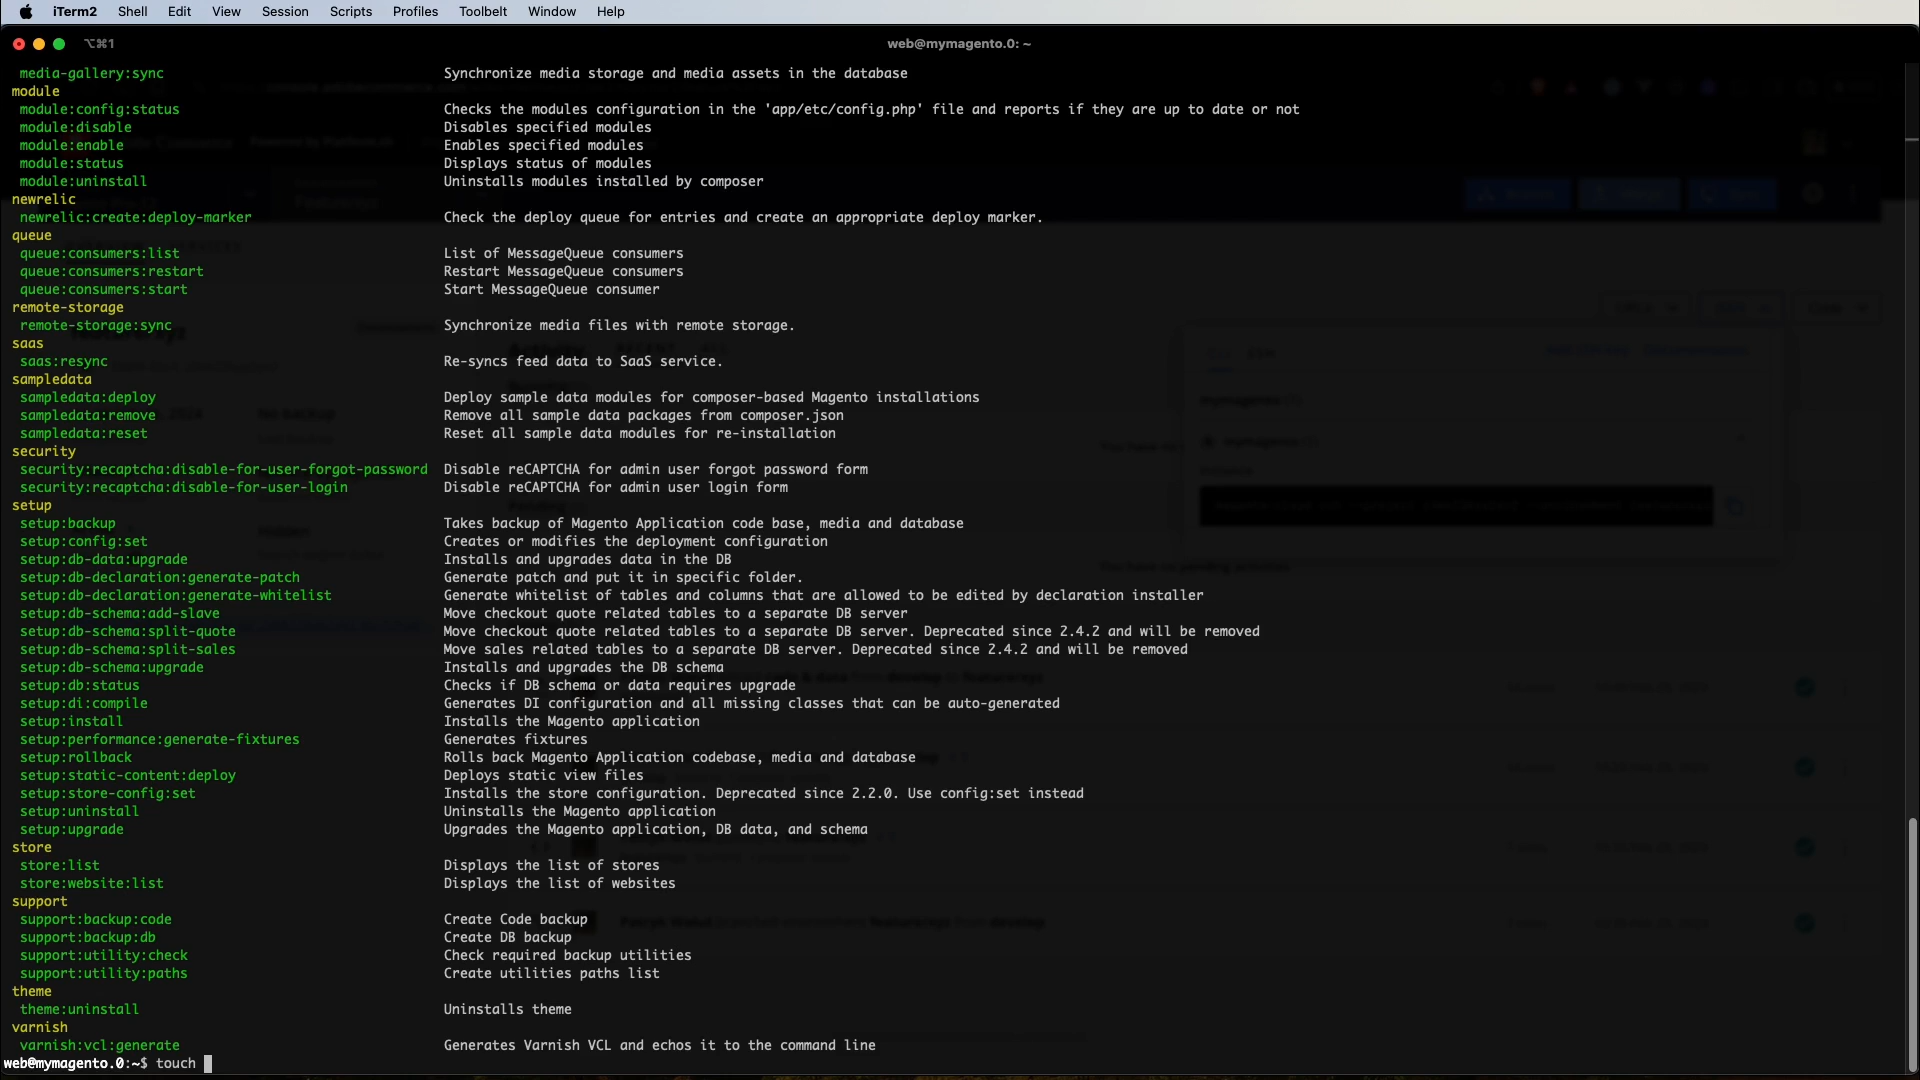 iTerm2 Shell Edit View Session Scripts Profiles Toolbelt Window Help
⌥⌘1 web@mymagento.0: ~
media-gallery:sync Synchronize media storage and media assets in the database
module
module:config:status Checks the modules configuration in the 'app/etc/config.php' file and reports if they are up to date or not
module:disable Disables specified modules
module:enable Enables specified modules
module:status Displays status of modules
module:uninstall Uninstalls modules installed by composer
newrelic
newrelic:create:deploy-marker Check the deploy queue for entries and create an appropriate deploy marker.
queue
queue:consumers:list List of MessageQueue consumers
queue:consumers:restart Restart MessageQueue consumers
queue:consumers:start Start MessageQueue consumer
remote-storage
remote-storage:sync Synchronize media files with remote storage.
saas
saas:resync Re-syncs feed data to SaaS service.
sampledata
sampledata:deploy Deploy sample data modules for composer-based Magento installations
sampledata:remove Remove all sample data packages from composer.json
sampledata:reset Reset all sample data modules for re-installation
security
security:recaptcha:disable-for-user-forgot-password Disable reCAPTCHA for admin user forgot password form
security:recaptcha:disable-for-user-login Disable reCAPTCHA for admin user login form
setup
setup:backup Takes backup of Magento Application code base, media and database
setup:config:set Creates or modifies the deployment configuration
setup:db-data:upgrade Installs and upgrades data in the DB
setup:db-declaration:generate-patch Generate patch and put it in specific folder.
setup:db-declaration:generate-whitelist Generate whitelist of tables and columns that are allowed to be edited by declaration installer
setup:db-schema:add-slave Move checkout quote related tables to a separate DB server
setup:db-schema:split-quote Move checkout quote related tables to a separate DB server. Deprecated since 2.4.2 and will be removed
setup:db-schema:split-sales Move sales related tables to a separate DB server. Deprecated since 2.4.2 and will be removed
setup:db-schema:upgrade Installs and upgrades the DB schema
setup:db:status Checks if DB schema or data requires upgrade
setup:di:compile Generates DI configuration and all missing classes that can be auto-generated
setup:install Installs the Magento application
setup:performance:generate-fixtures Generates fixtures
setup:rollback Rolls back Magento Application codebase, media and database
setup:static-content:deploy Deploys static view files
setup:store-config:set Installs the store configuration. Deprecated since 2.2.0. Use config:set instead
setup:uninstall Uninstalls the Magento application
setup:upgrade Upgrades the Magento application, DB data, and schema
store
store:list Displays the list of stores
store:website:list Displays the list of websites
support
support:backup:code Create Code backup
support:backup:db Create DB backup
support:utility:check Check required backup utilities
support:utility:paths Create utilities paths list
theme
theme:uninstall Uninstalls theme
varnish
varnish:vcl:generate Generates Varnish VCL and echos it to the command line
web@mymagento.0:~$ touch